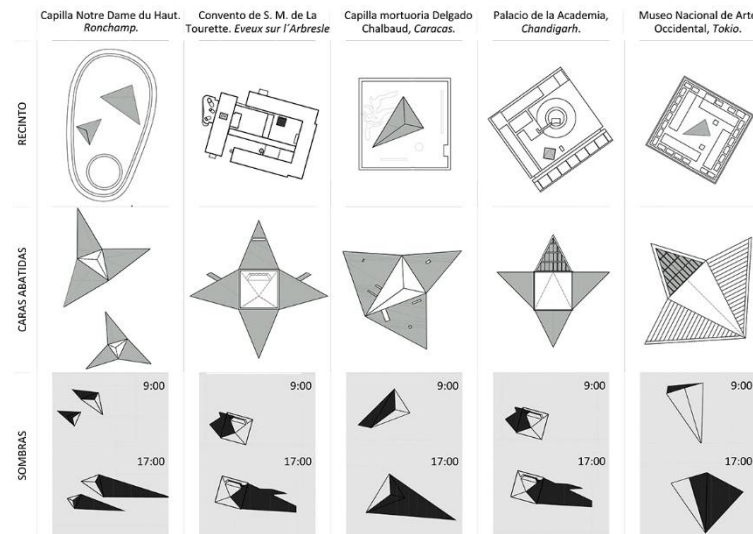 Capilla Notre Dame du Haut.
Ronchamp.
Convento de S. M. de La
Tourette. Eveux sur l´Arbresle
Capilla mortuoria Delgado
Chalbaud, Caracas.
Palacio de la Academia,
Chandigarh.
Museo Nacional de Arte
Occidental, Tokio.
RECINTO
CARAS ABATIDAS
SOMBRAS
9:00
9:00
9:00
9:00
9:00
17:00
17:00
17:00
17:00
17:00